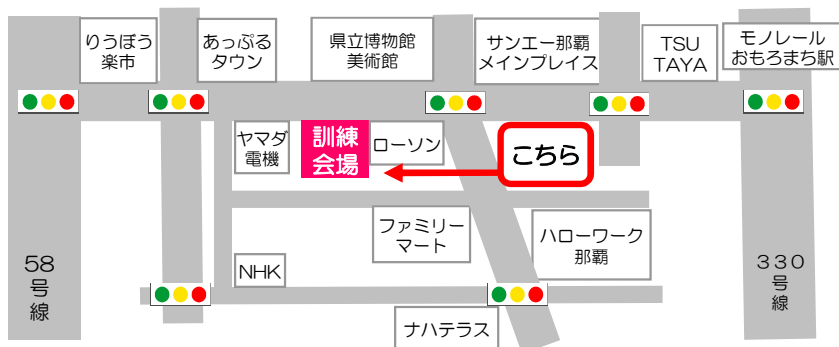 りうぼう
楽市
あっぷる
タウン
県立博物館
美術館
サンエー那覇
メインプレイス
TSU
TAYA
モノレール
おもろまち駅
ヤマダ
電機
訓練
会場
ローソン
こちら
ファミリー
マート
ハローワーク
那覇
58
号
線
NHK
330
号
線
ナハテラス